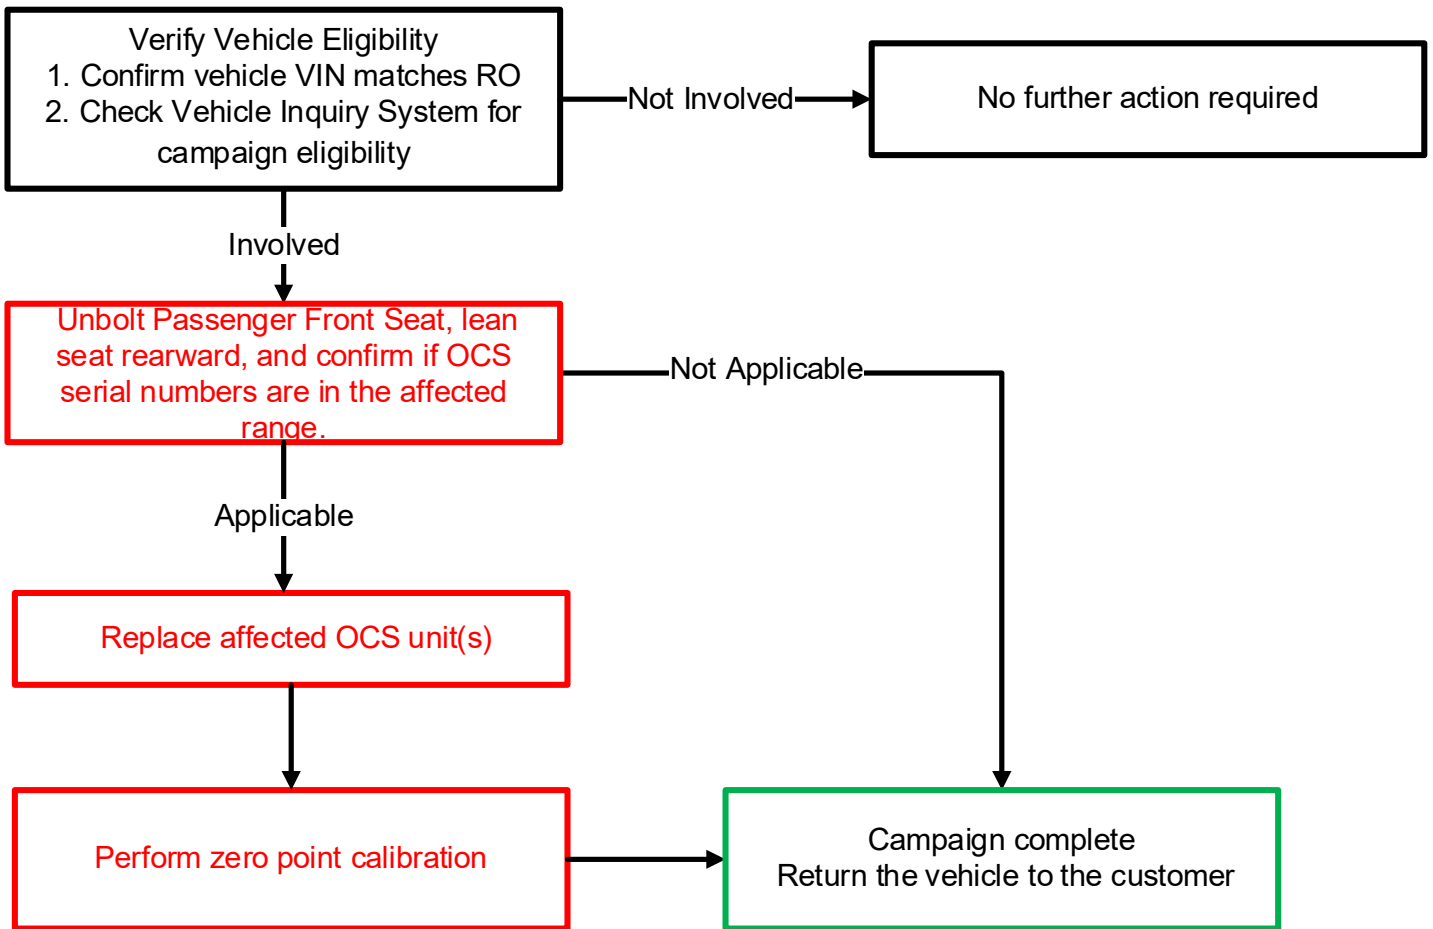 Verify Vehicle Eligibility
1. Confirm vehicle VIN matches RO
2. Check Vehicle Inquiry System for
campaign eligibility
Not Involved
No further action required
Involved
Unbolt Passenger Front Seat, lean
seat rearward, and confirm if OCS
serial numbers are in the affected
range.
Not Applicable
Applicable
Replace affected OCS unit(s)
Perform zero point calibration
Campaign complete
Return the vehicle to the customer